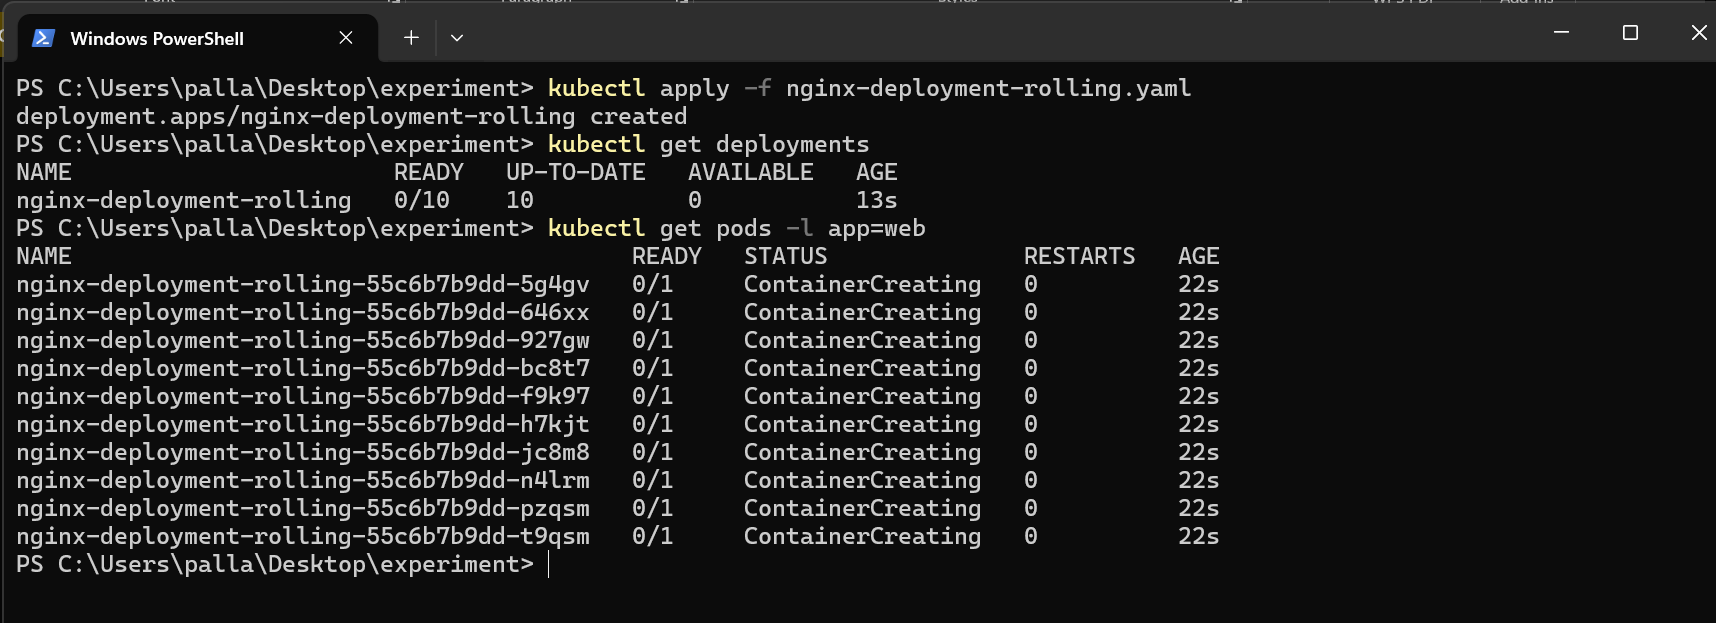 Windows PowerShell
PS C:\Users\palla\Desktop\experiment> kubectl apply -f nginx-deployment-rolling.yaml
deployment.apps/nginx-deployment-rolling created
PS C:\Users\palla\Desktop\experiment> kubectl get deployments
NAME READY UP-TO-DATE AVAILABLE AGE
nginx-deployment-rolling 0/10 10 0 13s
PS C:\Users\palla\Desktop\experiment> kubectl get pods -l app=web
NAME READY STATUS RESTARTS AGE
nginx-deployment-rolling-55c6b7b9dd-5g4gv 0/1 ContainerCreating 0 22s
nginx-deployment-rolling-55c6b7b9dd-646xx 0/1 ContainerCreating 0 22s
nginx-deployment-rolling-55c6b7b9dd-927gw 0/1 ContainerCreating 0 22s
nginx-deployment-rolling-55c6b7b9dd-bc8t7 0/1 ContainerCreating 0 22s
nginx-deployment-rolling-55c6b7b9dd-f9k97 0/1 ContainerCreating 0 22s
nginx-deployment-rolling-55c6b7b9dd-h7kjt 0/1 ContainerCreating 0 22s
nginx-deployment-rolling-55c6b7b9dd-jc8m8 0/1 ContainerCreating 0 22s
nginx-deployment-rolling-55c6b7b9dd-n4lrm 0/1 ContainerCreating 0 22s
nginx-deployment-rolling-55c6b7b9dd-pzqsm 0/1 ContainerCreating 0 22s
nginx-deployment-rolling-55c6b7b9dd-t9qsm 0/1 ContainerCreating 0 22s
PS C:\Users\palla\Desktop\experiment>